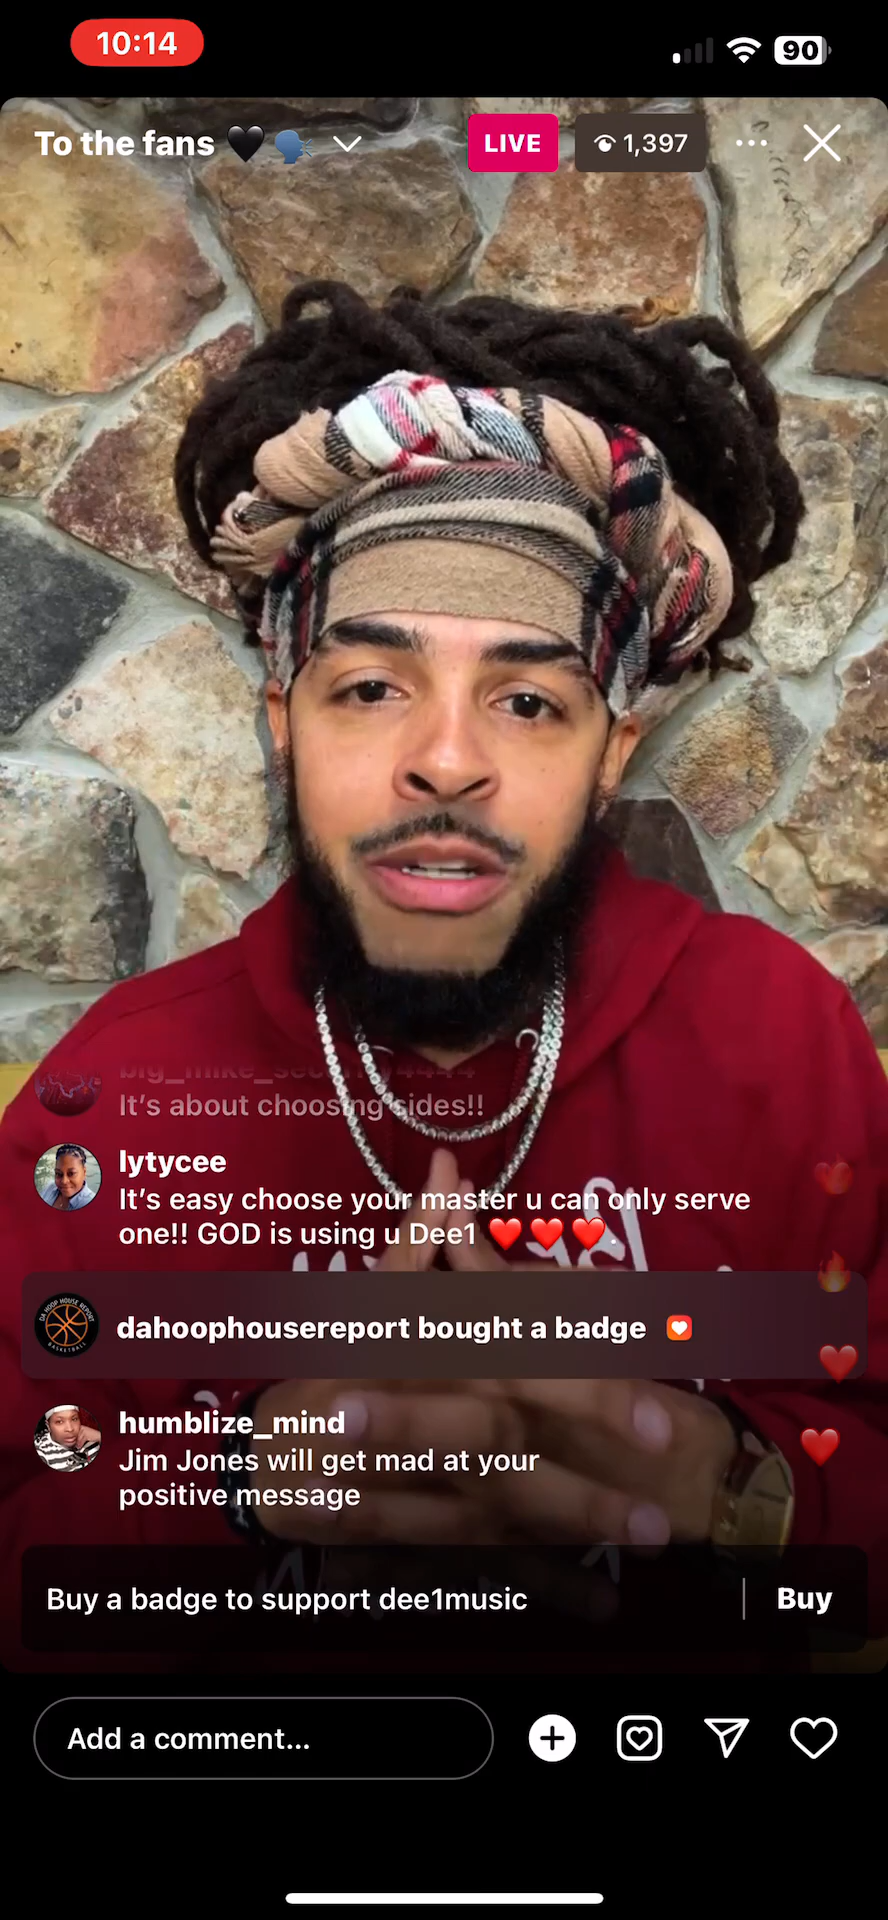 10:14
90
To the fans 🖤 🗣️
LIVE
1,397
It's about choosing sides!!
lytycee
It's easy choose your master u can only serve
one!! GOD is using u Dee1 ❤️❤️❤️.
dahoophousereport bought a badge
humblize_mind
Jim Jones will get mad at your
positive message
Buy a badge to support dee1music
Buy
Add a comment...